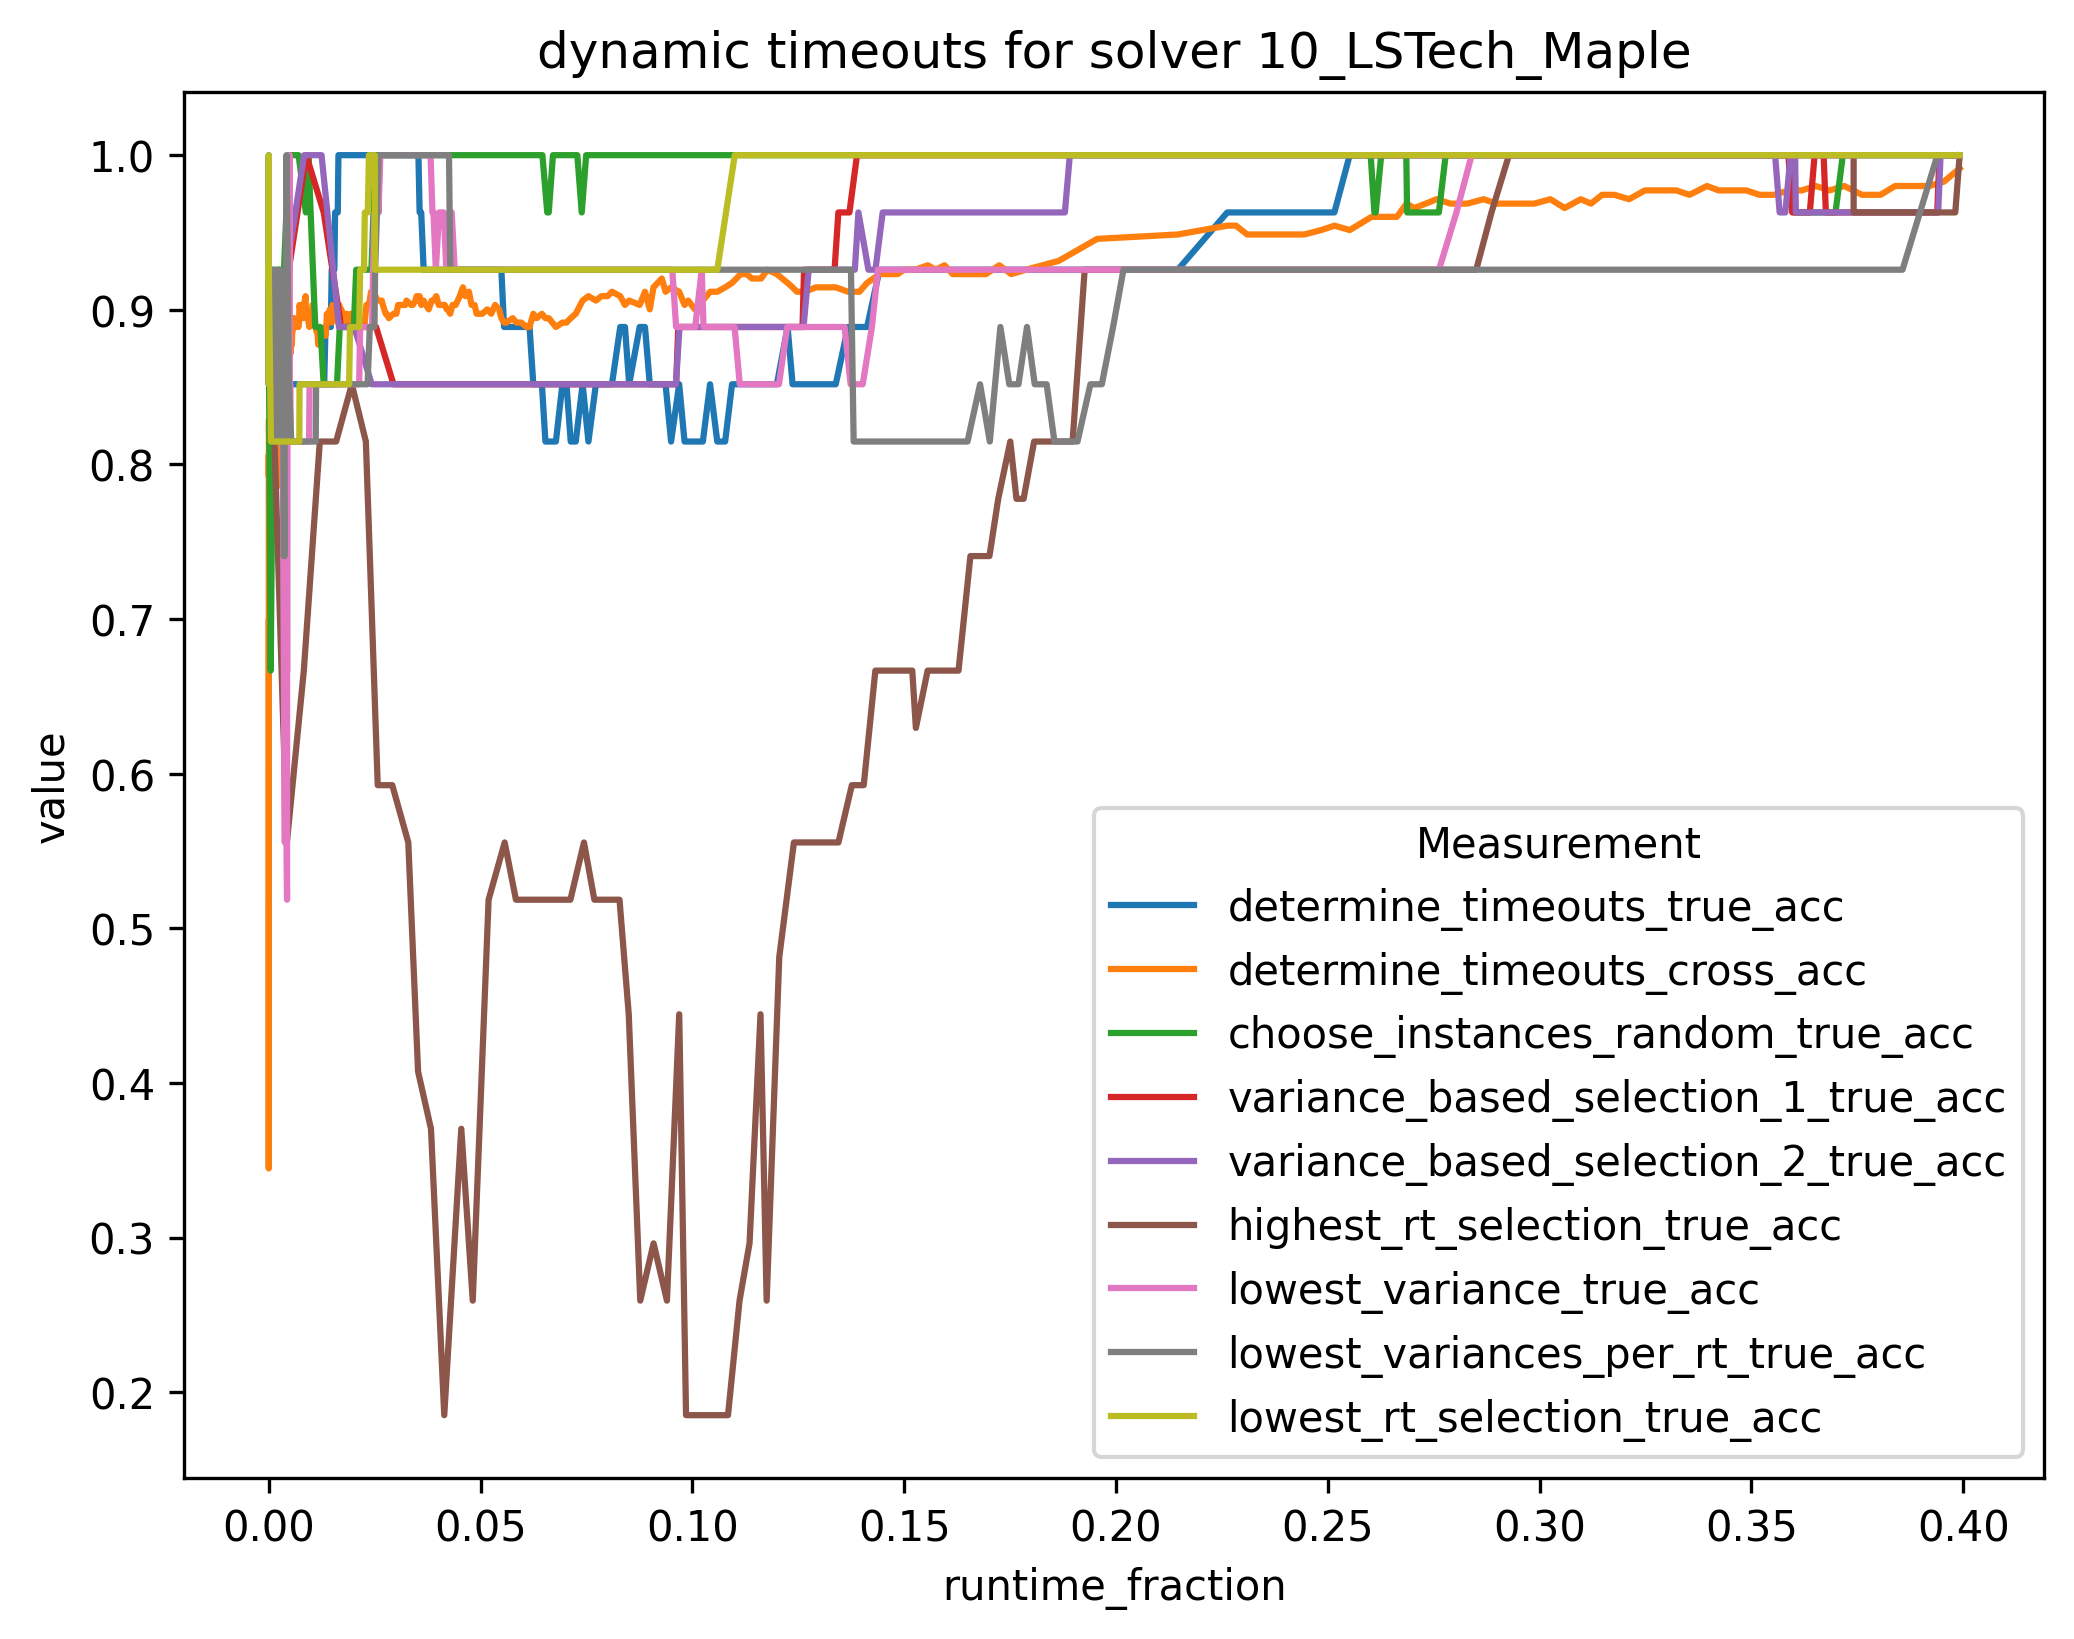 dynamic timeouts for solver 10_LSTech_Maple
1.0
0.9
0.8
0.7
0.6
0.5
0.4
0.3
0.2
value
Measurement
determine_timeouts_true_acc
determine_timeouts_cross_acc
choose_instances_random_true_acc
variance_based_selection_1_true_acc
variance_based_selection_2_true_acc
highest_rt_selection_true_acc
lowest_variance_true_acc
lowest_variances_per_rt_true_acc
lowest_rt_selection_true_acc
0.00 0.05 0.10 0.15 0.20 0.25 0.30 0.35 0.40
runtime_fraction